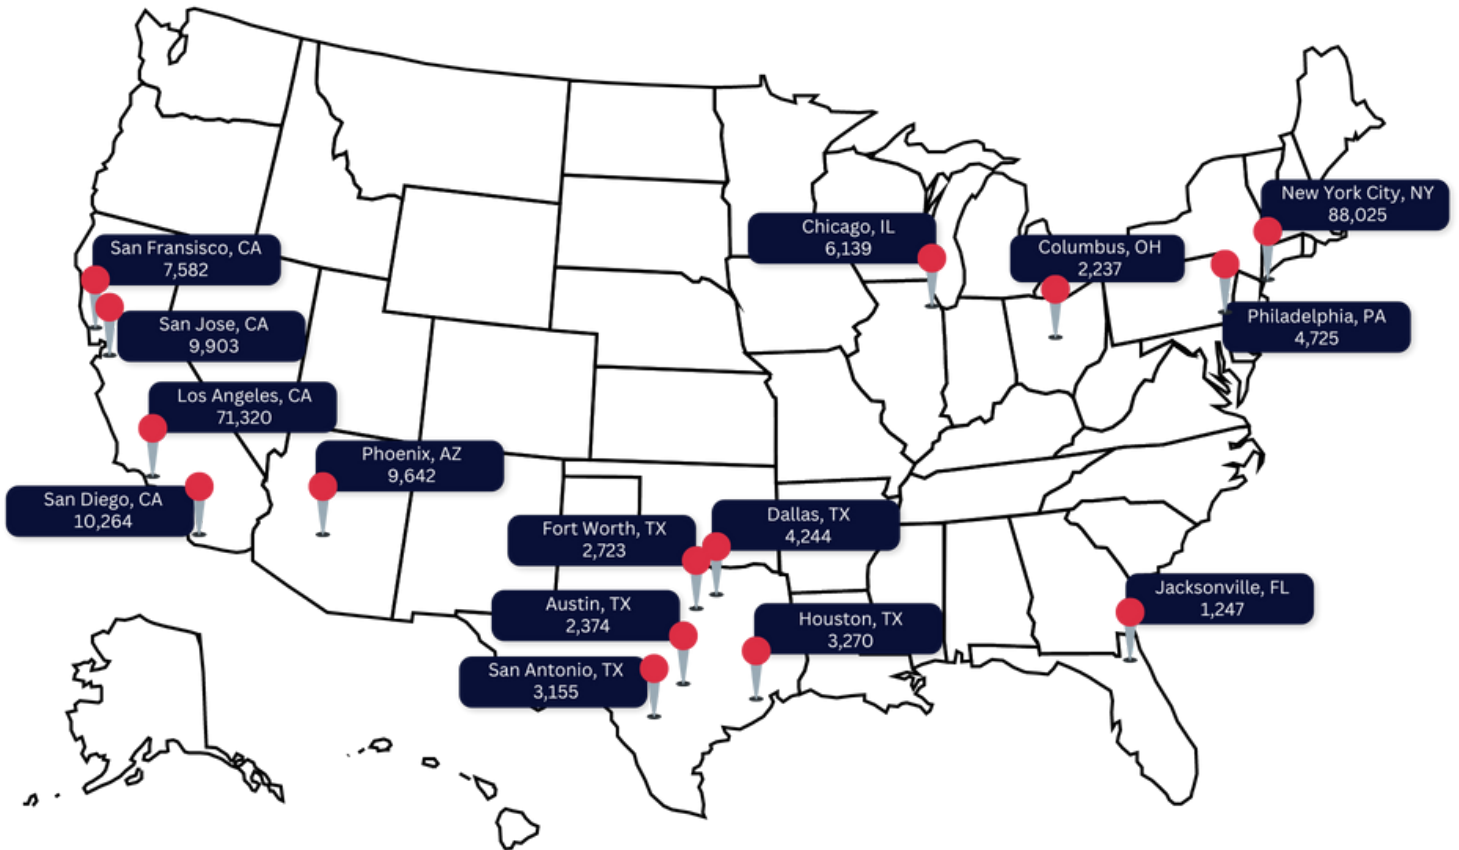 New York City, NY
88,025
Chicago, IL
6,139
Columbus, OH
2,237
San Fransisco, CA
7,582
Philadelphia, PA
4,725
San Jose, CA
9,903
Los Angeles, CA
71,320
Phoenix, AZ
9,642
San Diego, CA
10,264
Dallas, TX
4,244
Fort Worth, TX
2,723
Jacksonville, FL
1,247
Austin, TX
2,374
Houston, TX
3,270
San Antonio, TX
3,155